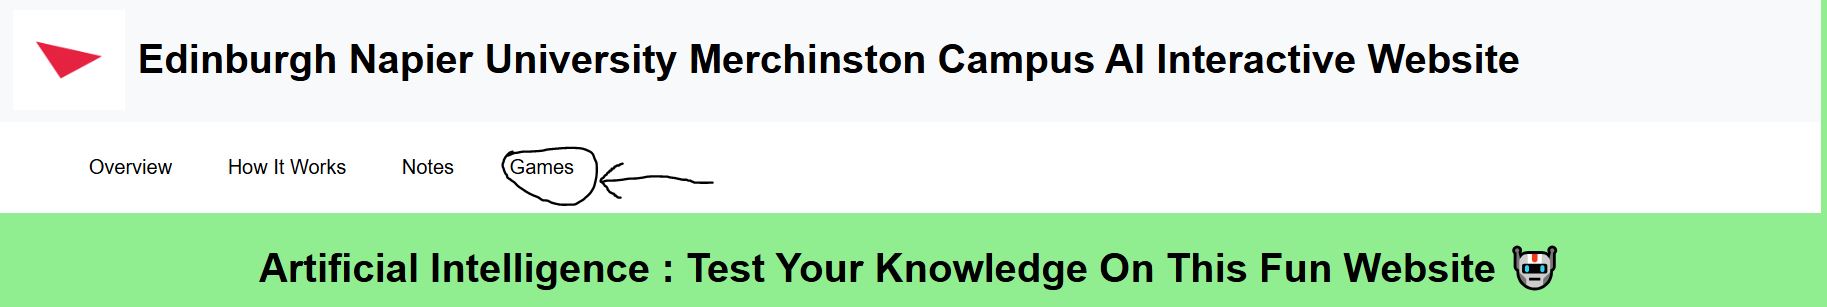 Edinburgh Napier University Merchinston Campus AI Interactive Website
Overview How It Works Notes Games
Artificial Intelligence : Test Your Knowledge On This Fun Website